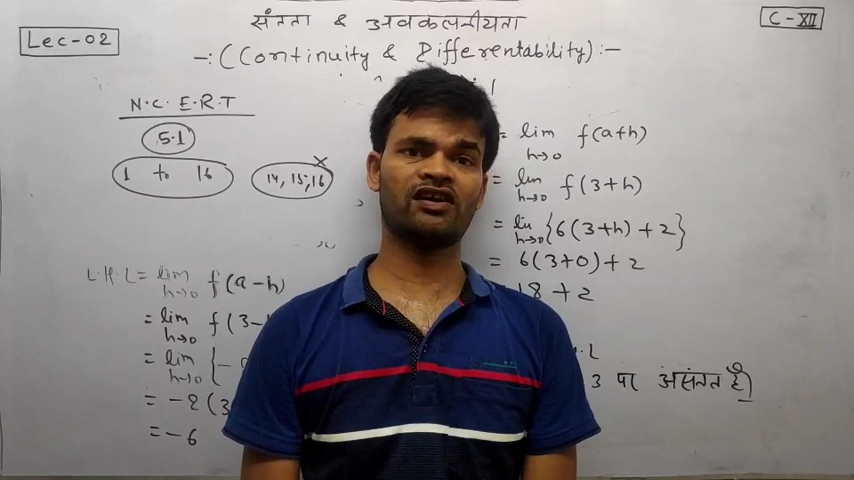 संतता & अवकलनीयता
C-XII
Lec-02
-:(Continuity & Differentability):-
N.C.E.R.T
5.1
1 to 16
14, 15, 16
×
L.H.L = lim f(a-h)
h→0
= lim f(3-
h→0
= lim {-
h→0
= -2(3
= -6
= lim f(a+h)
h→0
= lim f(3+h)
h→0
= lim {6(3+h)+2}
h→0
= 6(3+0)+2
18+2
.L
3 पर असंतत है